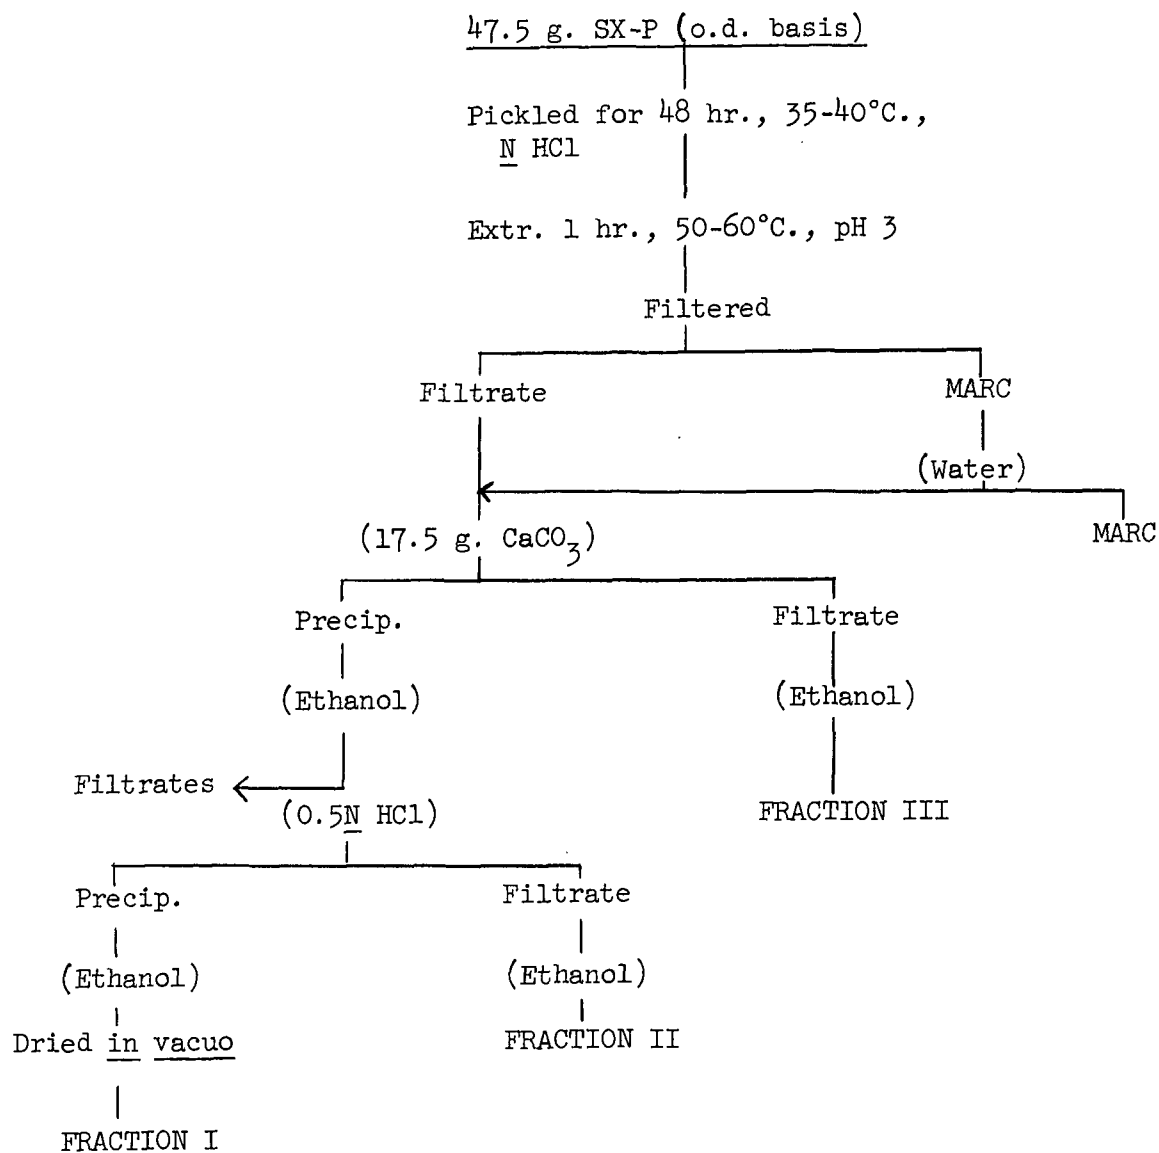 47.5 g. SX-P (o.d. basis)
Pickled for 48 hr., 35-40°C.,
N HCl
Extr. 1 hr., 50-60°C., pH 3
Filtered
Filtrate
MARC
(Water)
MARC
(17.5 g. CaCO3)
Precip.
Filtrate
(Ethanol)
(Ethanol)
Filtrates
(0.5N HCl)
FRACTION III
Precip.
Filtrate
(Ethanol)
(Ethanol)
Dried in vacuo
FRACTION II
FRACTION I